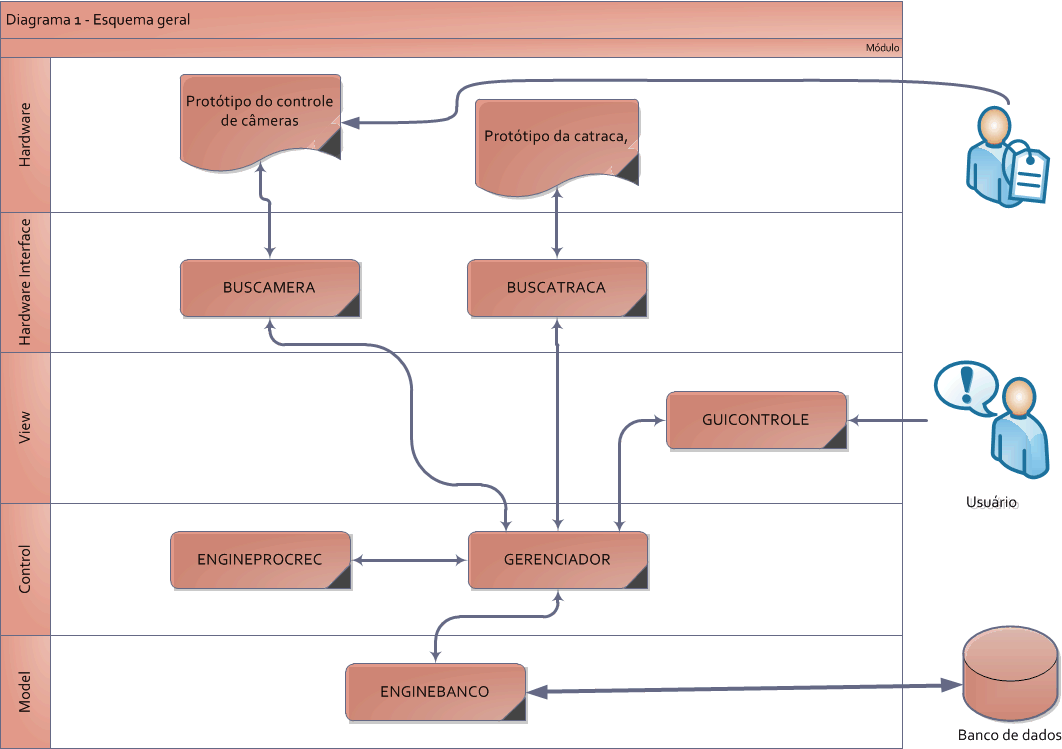 Diagrama 1 - Esquema geral
Módulo
Hardware
Protótipo do controle
de câmeras
Protótipo da catraca,
Hardware Interface
BUSCAMERA
BUSCATRACA
View
GUICONTROLE
Usuário
Control
ENGINEPROCREC
GERENCIADOR
Model
ENGINEBANCO
Banco de dados